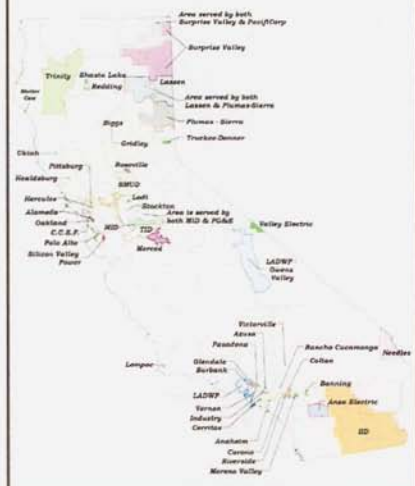 Area served by both
Surprise Valley & PacifiCorp
Surprise Valley
Trinity
Shasta Lake
Redding
Lassen
Shelter
Cove
Area served by both
Lassen & Plumas-Sierra
Biggs
Plumas - Sierra
Gridley
Truckee-Donner
Ukiah
Pittsburg
Roseville
Healdsburg
SMUD
Hercules
Lodi
Stockton
Alameda
Area is served by
both MID & PG&E
Oakland
MID
TID
Valley Electric
C.C.S.F.
Palo Alto
Merced
Silicon Valley
Power
LADWP
Owens
Valley
Victorville
Azusa
Pasadena
Rancho Cucamonga
Colton
Needles
Lompoc
Glendale
Burbank
Banning
LADWP
Anza Electric
Vernon
Industry
Cerritos
IID
Anaheim
Corona
Riverside
Moreno Valley